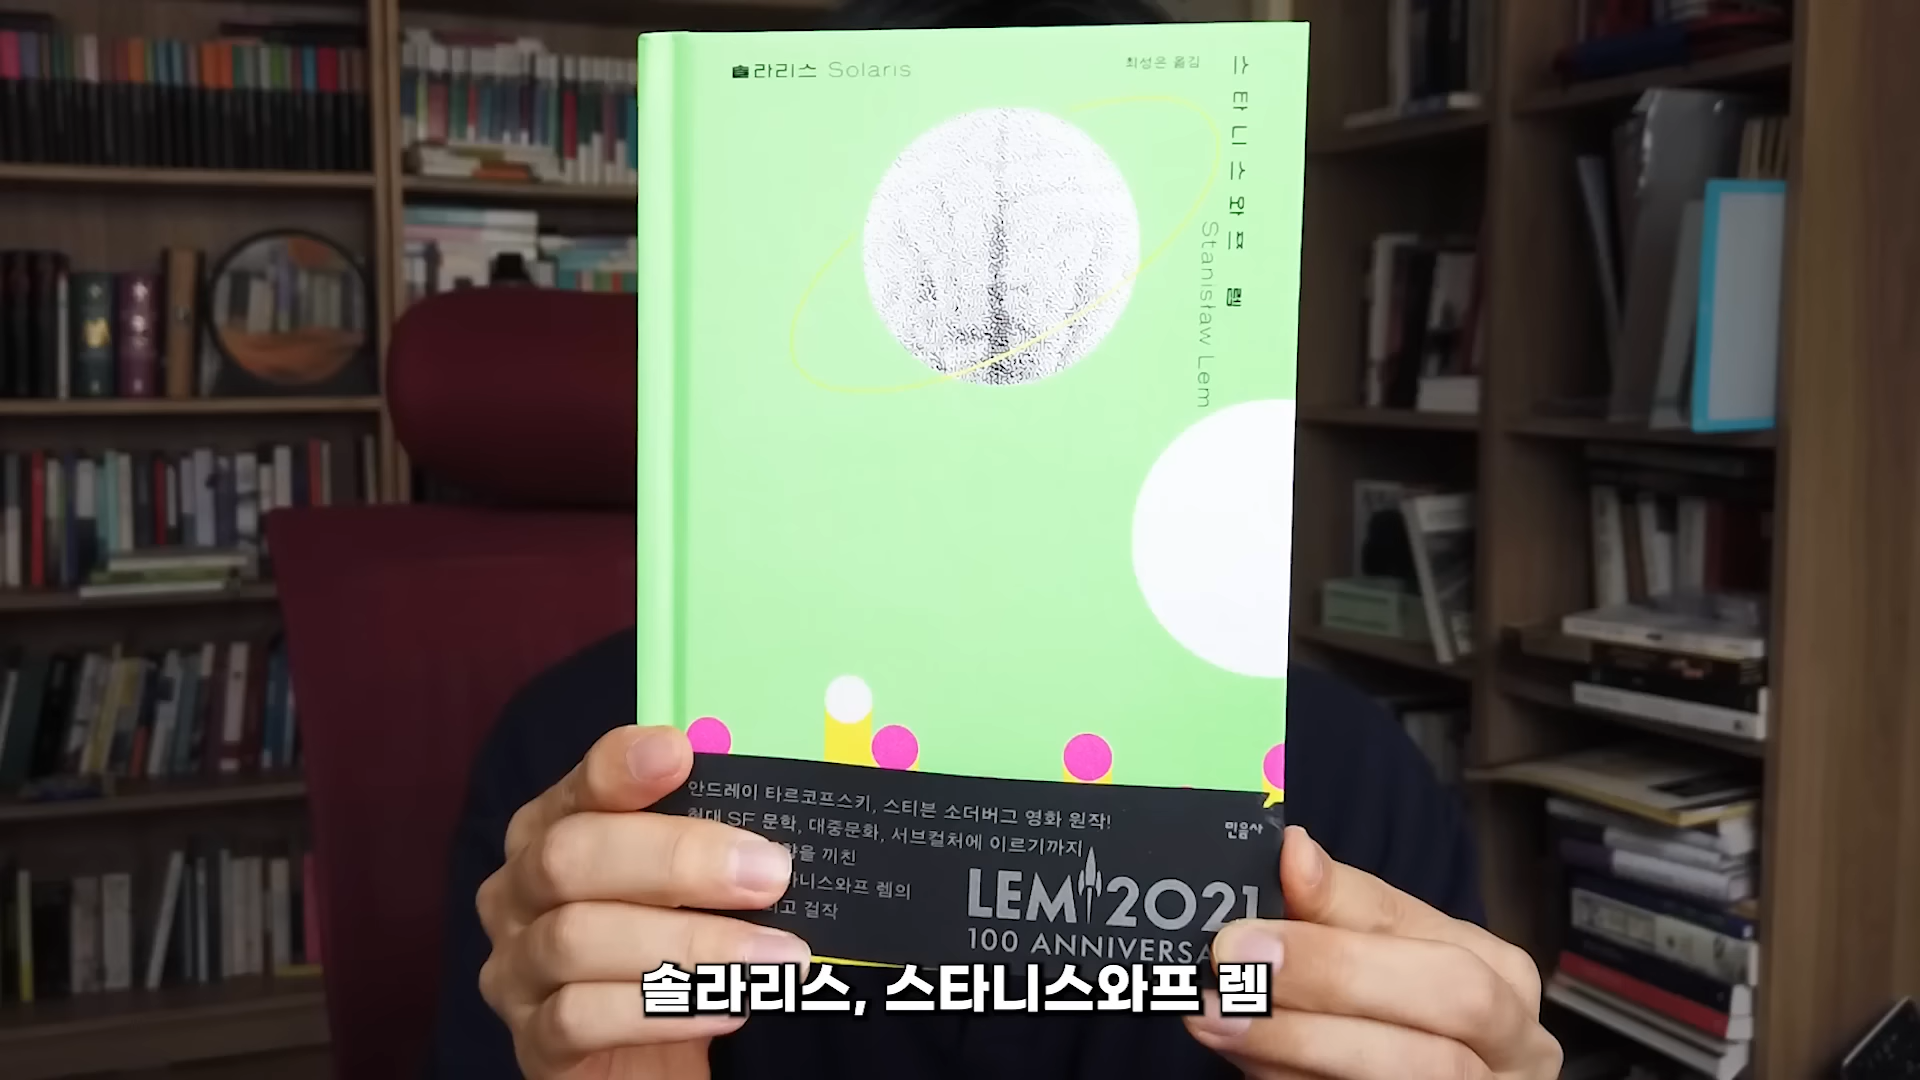 솔라리스 Solaris
최성은 옮김
스타니스와프 렘
Stanisław Lem
안드레이 타르코프스키, 스티븐 소더버그 영화 원작!
현대 SF 문학, 대중문화, 서브컬처에 이르기까지
을 끼친
타니스와프 렘의
최고 걸작
민음사
LEM 2021
100 ANNIVERSA
솔라리스, 스타니스와프 렘